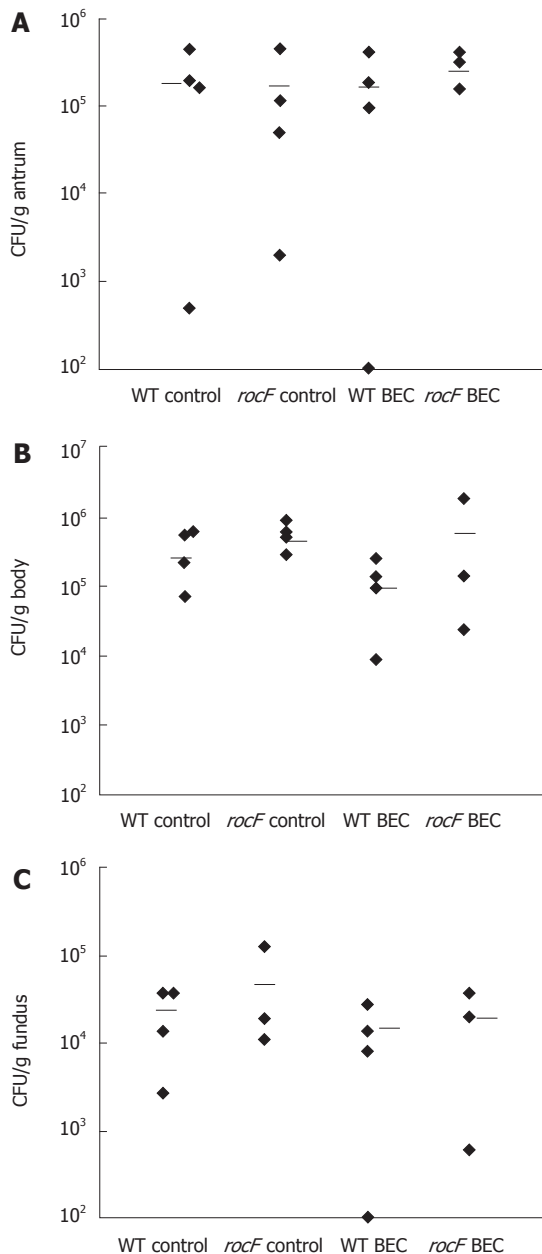 A
10^6
10^5
10^4
10^3
10^2
CFU/g antrum
WT control rocF control WT BEC rocF BEC
B
10^7
10^6
10^5
10^4
10^3
10^2
CFU/g body
WT control rocF control WT BEC rocF BEC
C
10^6
10^5
10^4
10^3
10^2
CFU/g fundus
WT control rocF control WT BEC rocF BEC